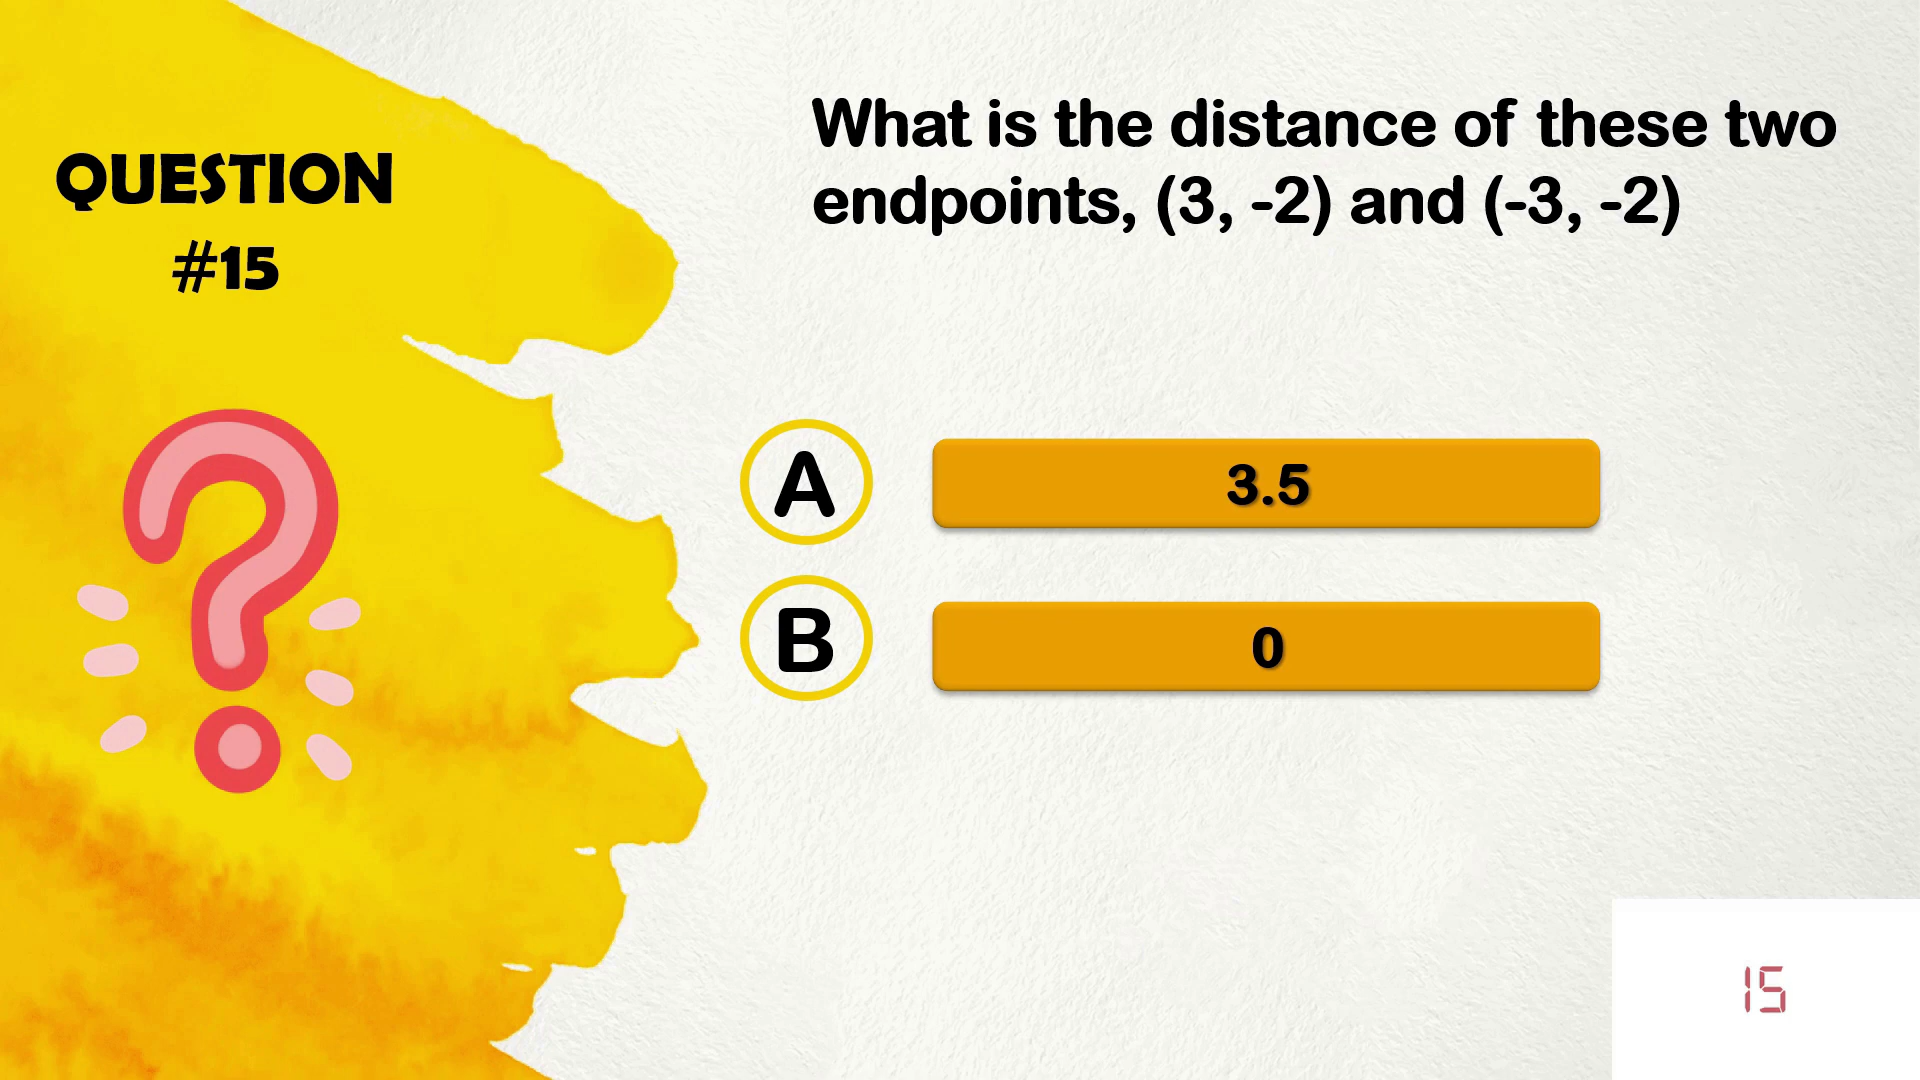 QUESTION
#15
What is the distance of these two
endpoints, (3, -2) and (-3, -2)
A
3.5
B
0
15